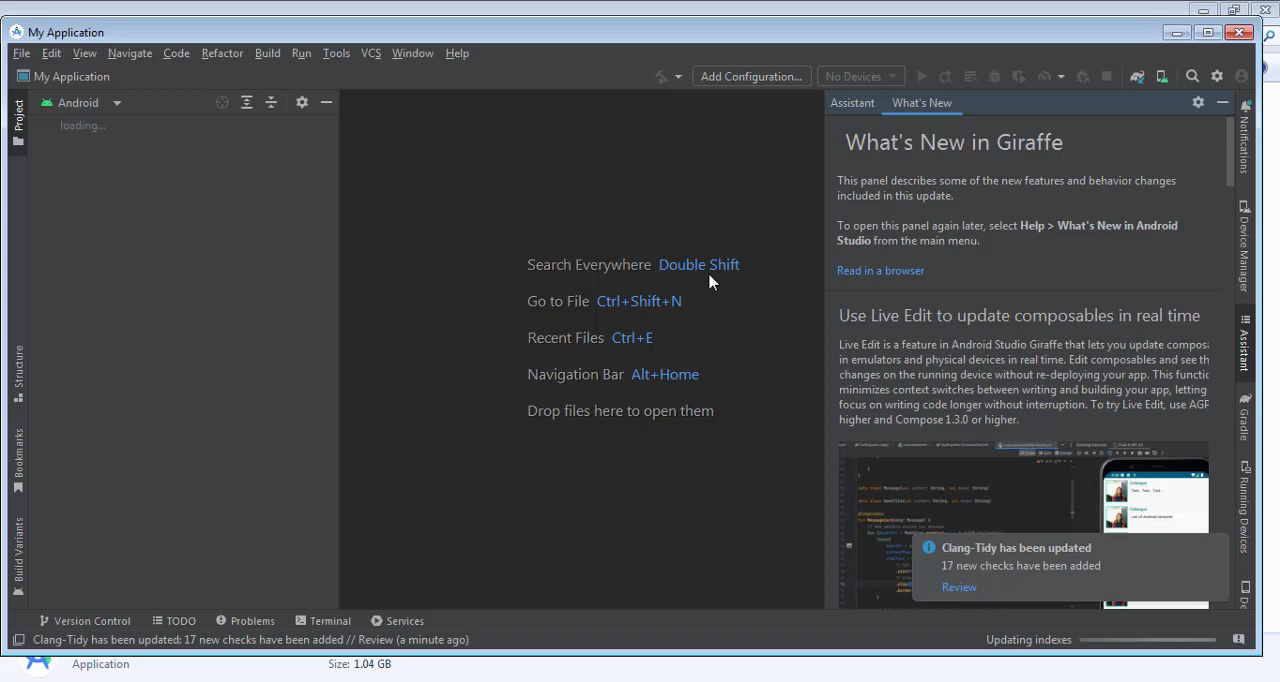 My Application
File Edit View Navigate Code Refactor Build Run Tools VCS Window Help
My Application
Add Configuration...
No Devices
Project
Android
loading...
Structure
Bookmarks
Build Variants
Search Everywhere Double Shift
Go to File Ctrl+Shift+N
Recent Files Ctrl+E
Navigation Bar Alt+Home
Drop files here to open them
Assistant What's New
What's New in Giraffe
This panel describes some of the new features and behavior changes
included in this update.
To open this panel again later, select Help > What's New in Android
Studio from the main menu.
Read in a browser
Use Live Edit to update composables in real time
Live Edit is a feature in Android Studio Giraffe that lets you update compos
in emulators and physical devices in real time. Edit composables and see th
changes on the running device without re-deploying your app. This functi
minimizes context switches between writing and building your app, letting
focus on writing code longer without interruption. To try Live Edit, use AGP
higher and Compose 1.3.0 or higher.
Clang-Tidy has been updated
17 new checks have been added
Review
Notifications
Device Manager
Assistant
Gradle
Running Devices
De
Version Control TODO Problems Terminal Services
Clang-Tidy has been updated: 17 new checks have been added // Review (a minute ago)
Updating indexes
Application
Size: 1.04 GB